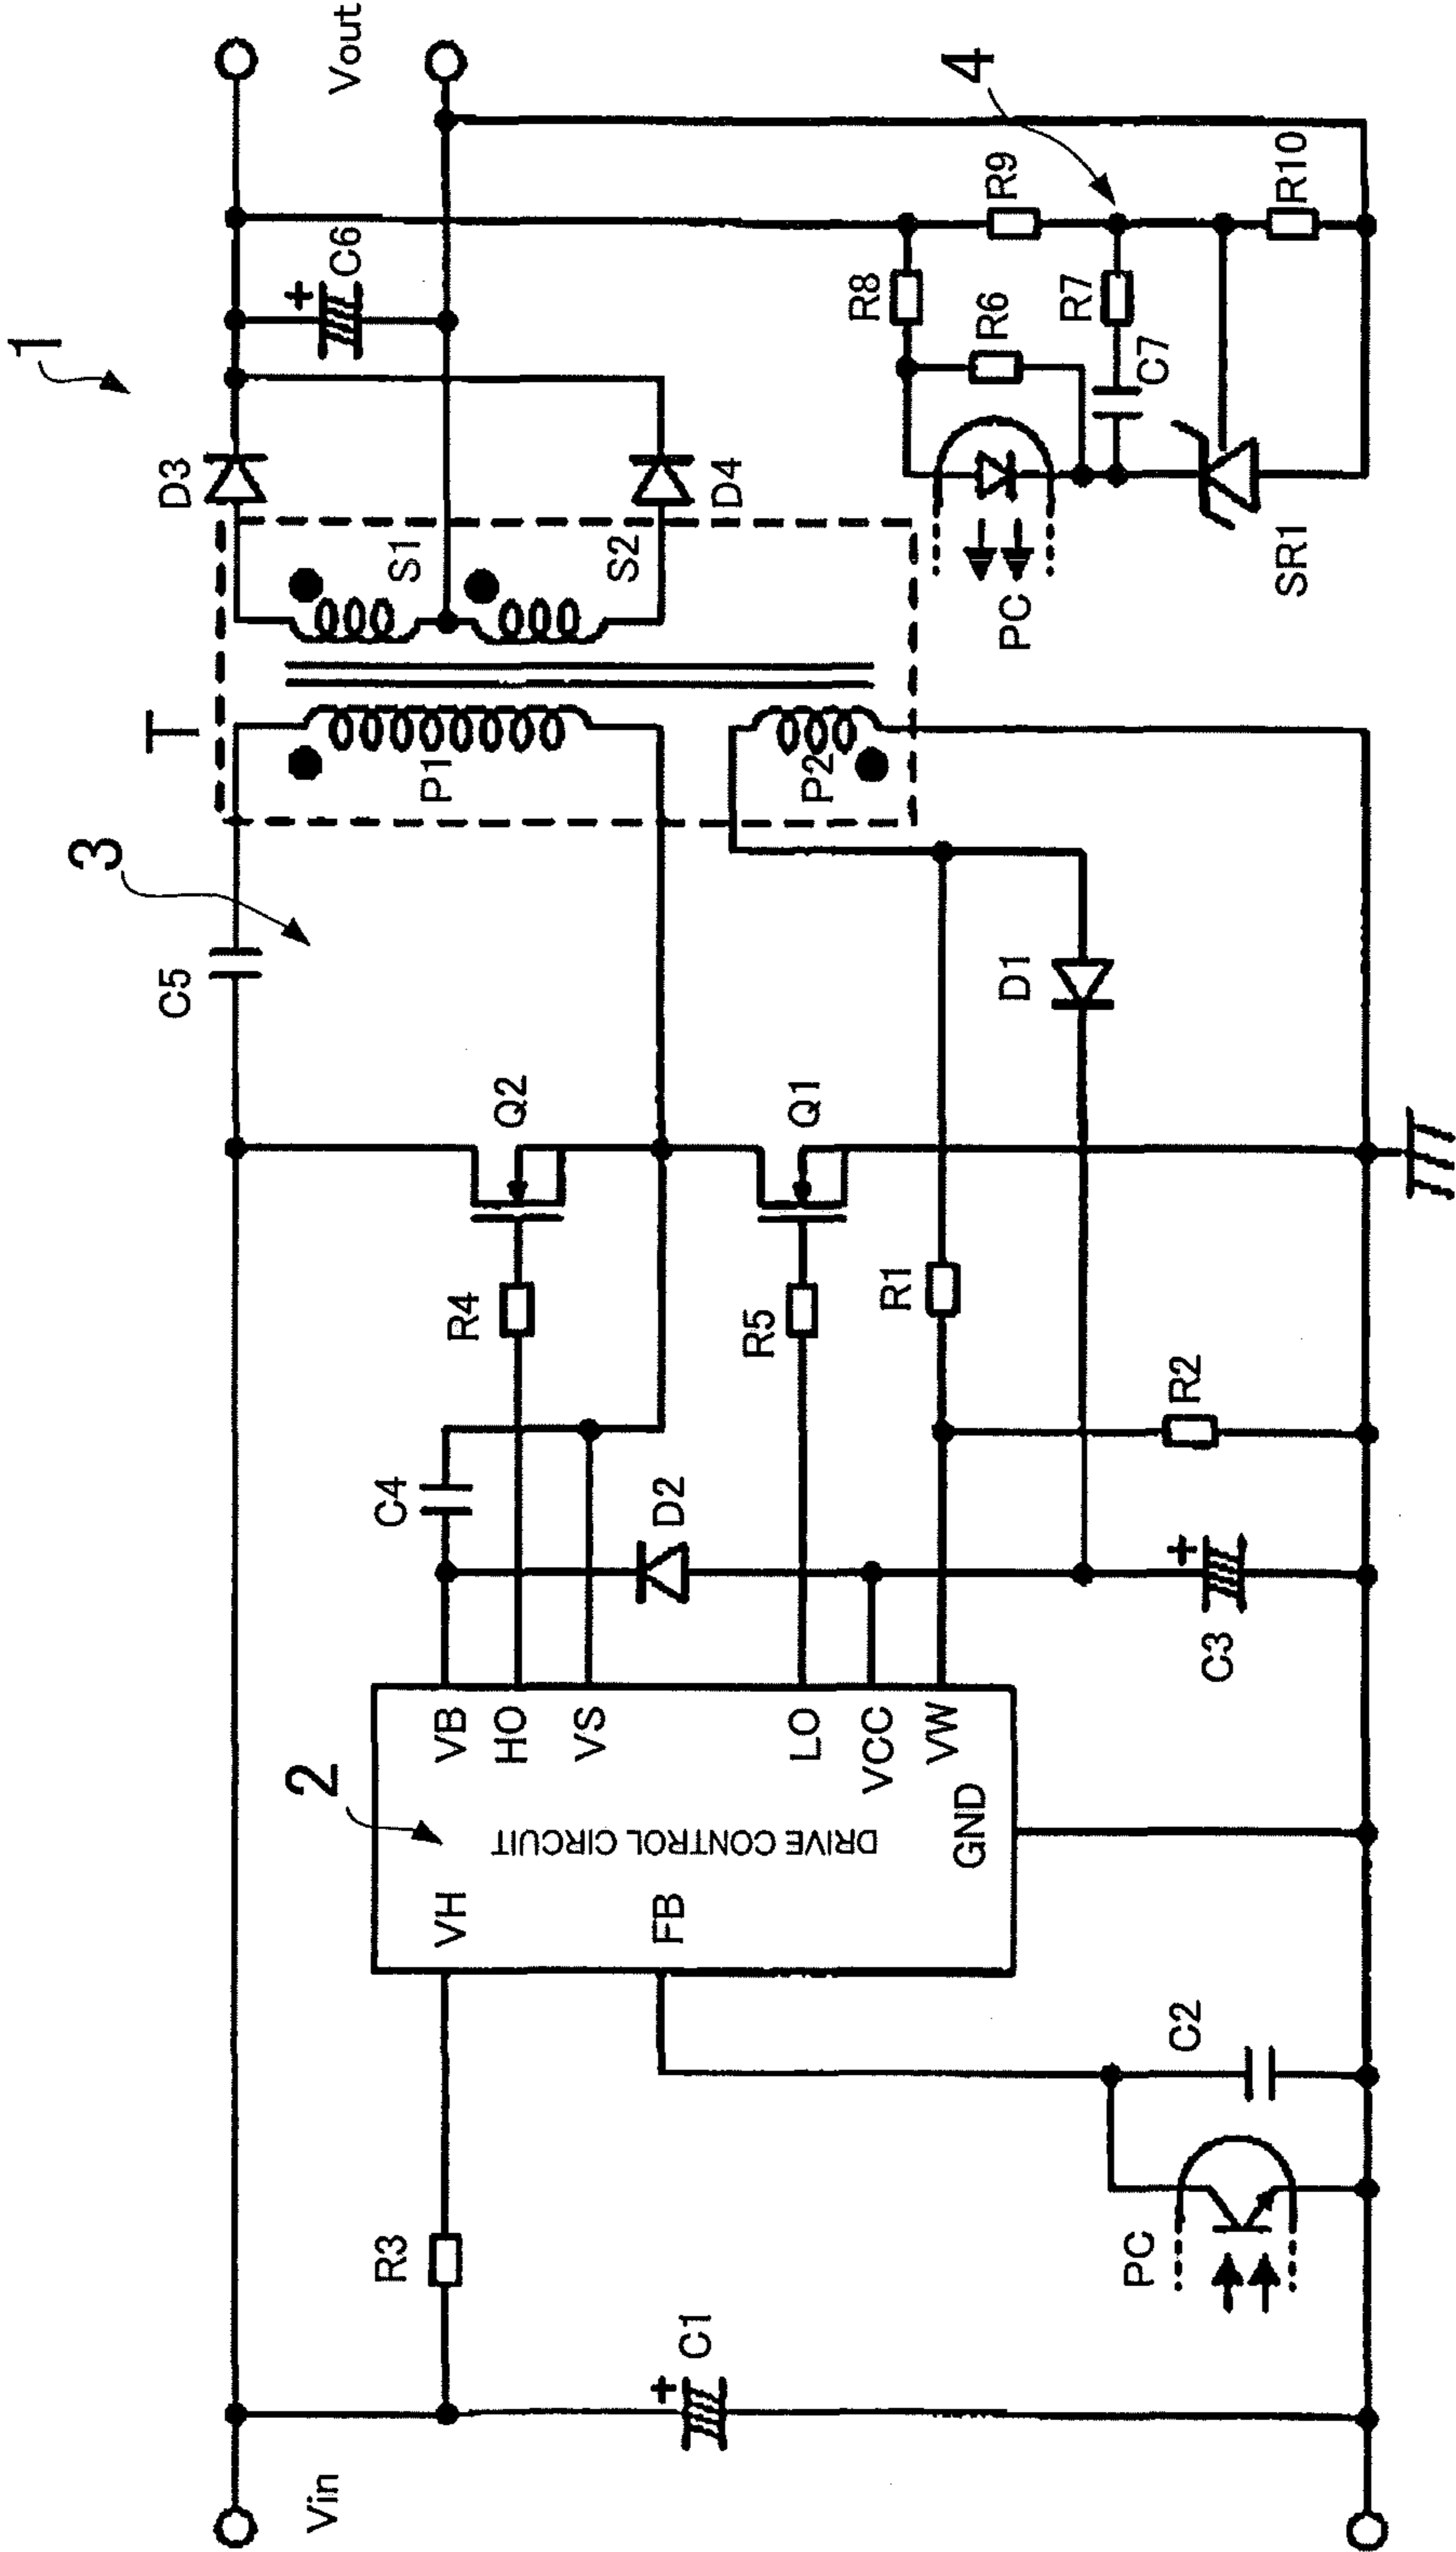 1
Vin
R3
C1
PC
C2
2
VH
FB
DRIVE CONTROL CIRCUIT
GND
VB
HO
VS
LO
VCC
VW
C4
D2
C3
+
+
R4
R5
R1
R2
Q2
Q1
C5
3
D1
T
P1
P2
S1
S2
D3
D4
+
C6
Vout
4
PC
SR1
R8
R6
R7
C7
R9
R10